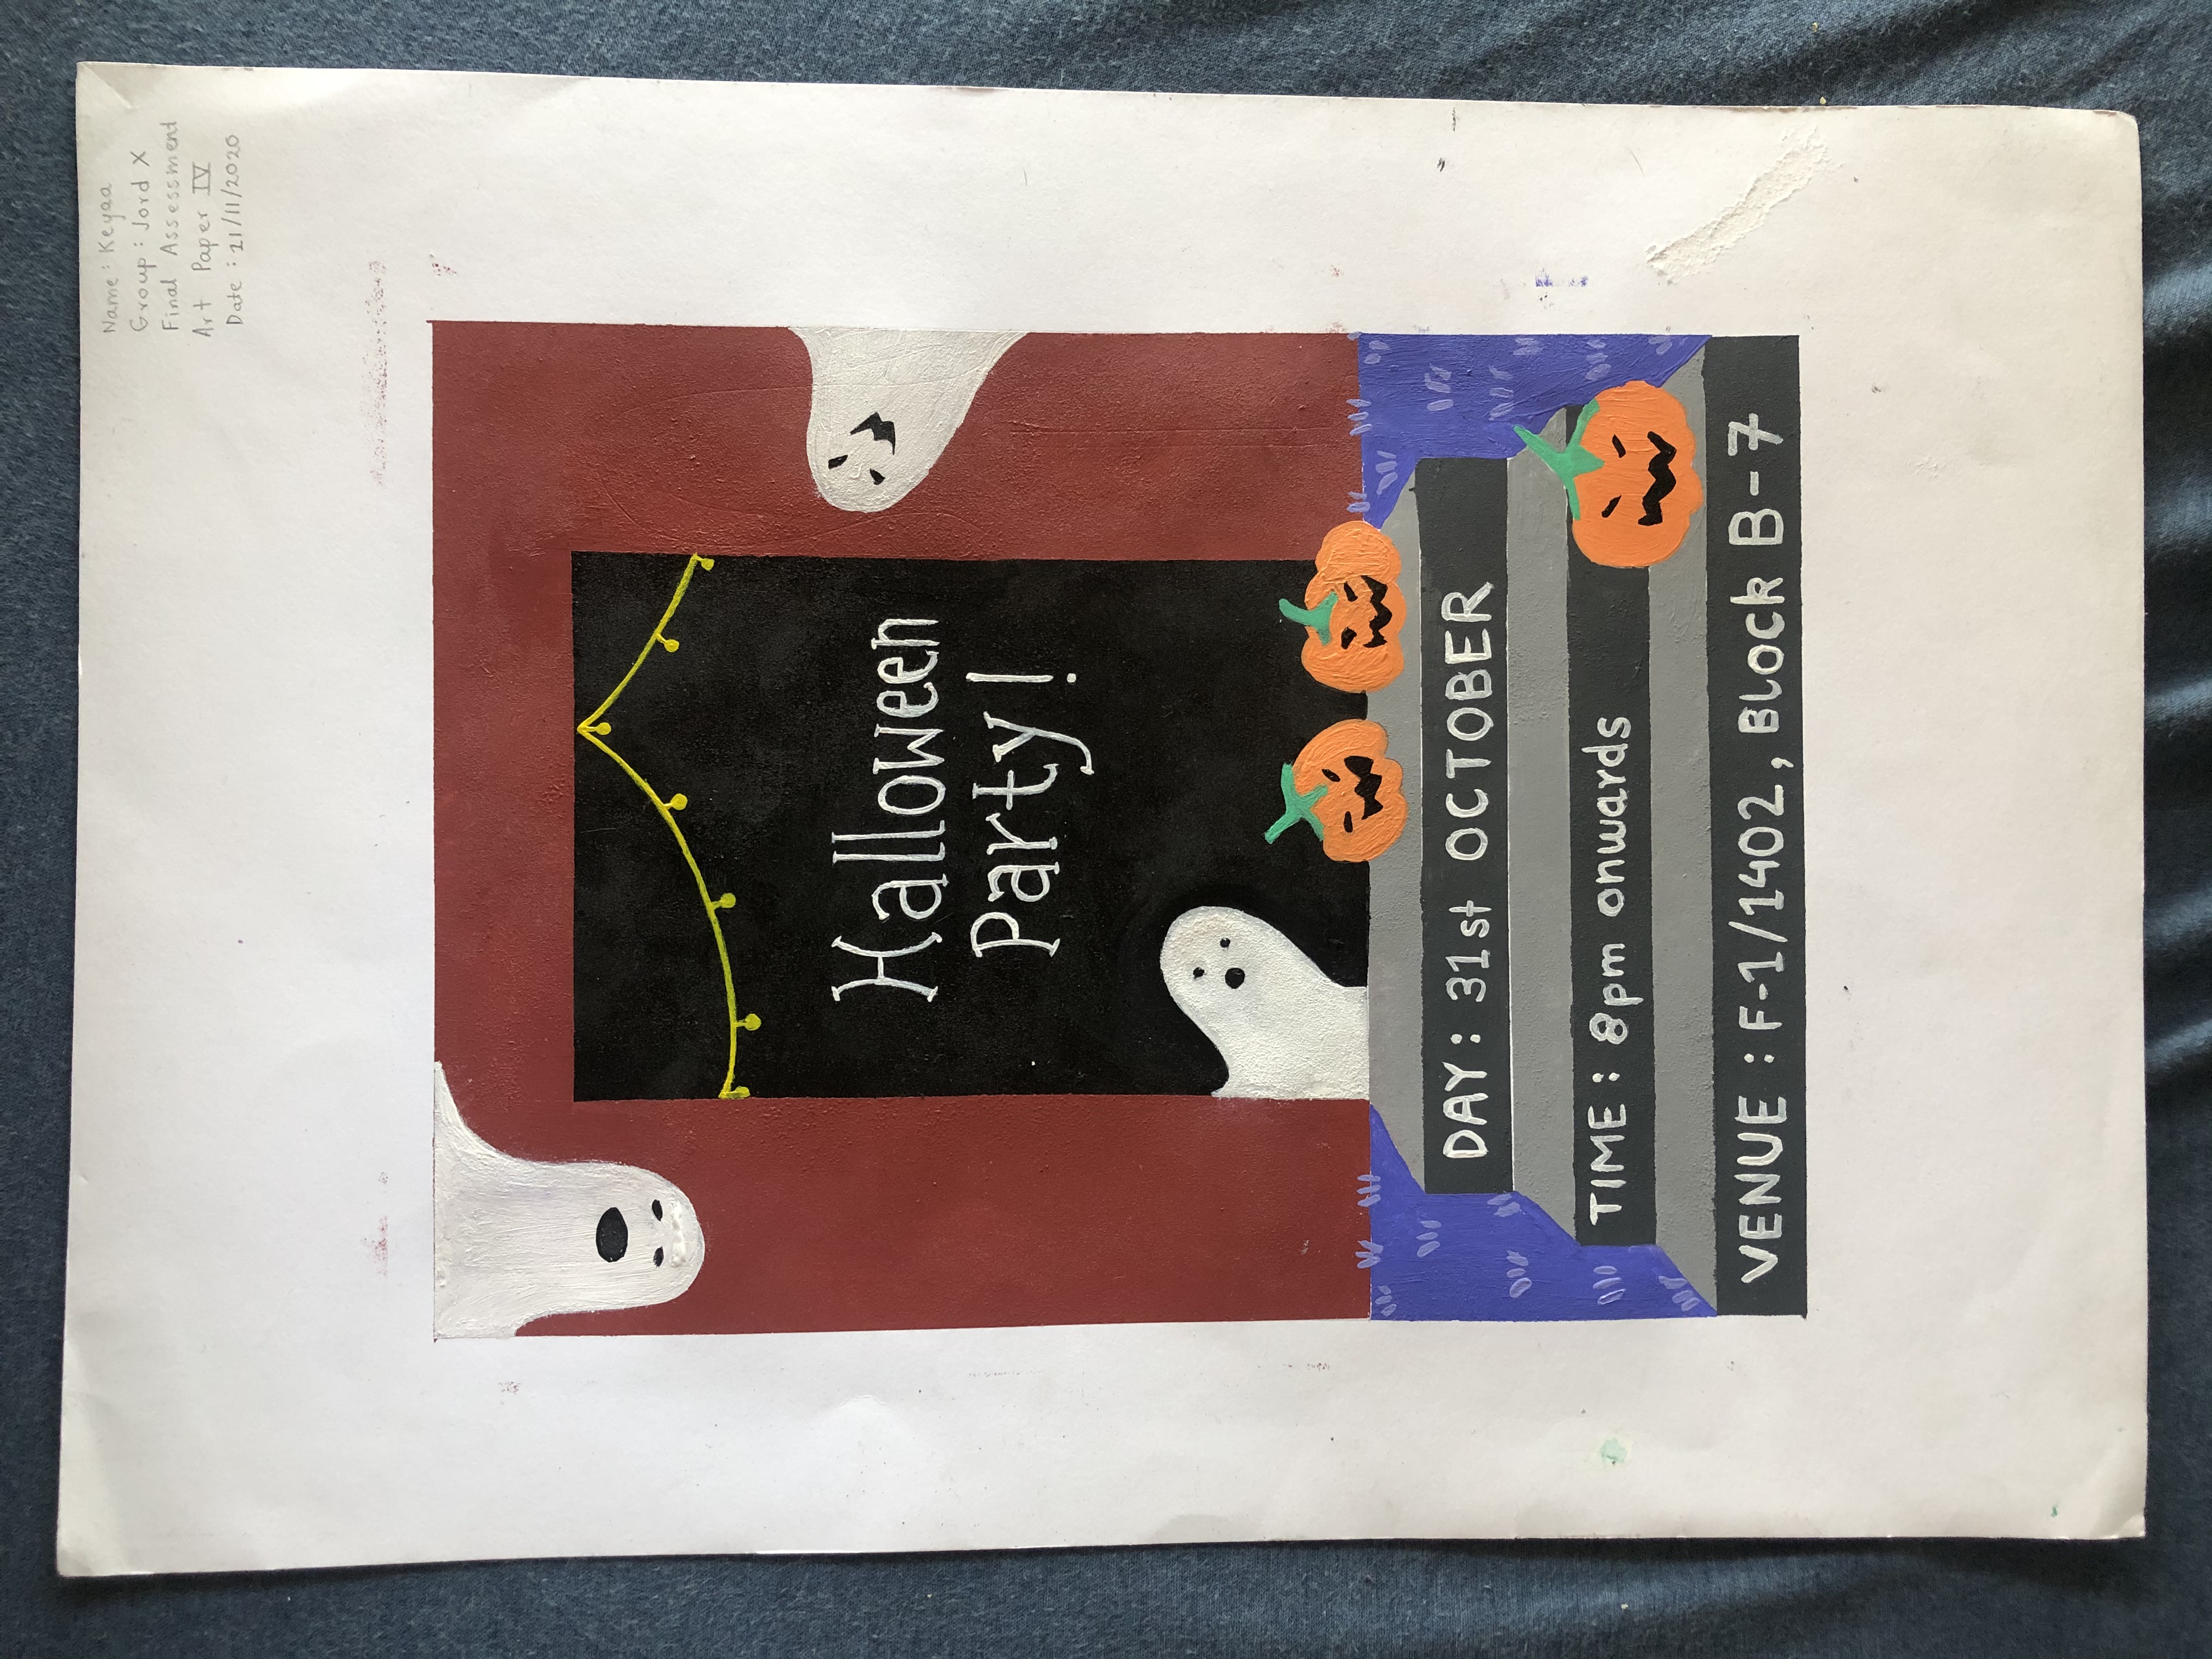 Name: Keyaa
Group: Jord X
Final Assessment
Art Paper IV
Date: 21/11/2020
Halloween
Party!
DAY: 31st OCTOBER
TIME: 8pm onwards
VENUE: F-1/1402, BLOCK B-7